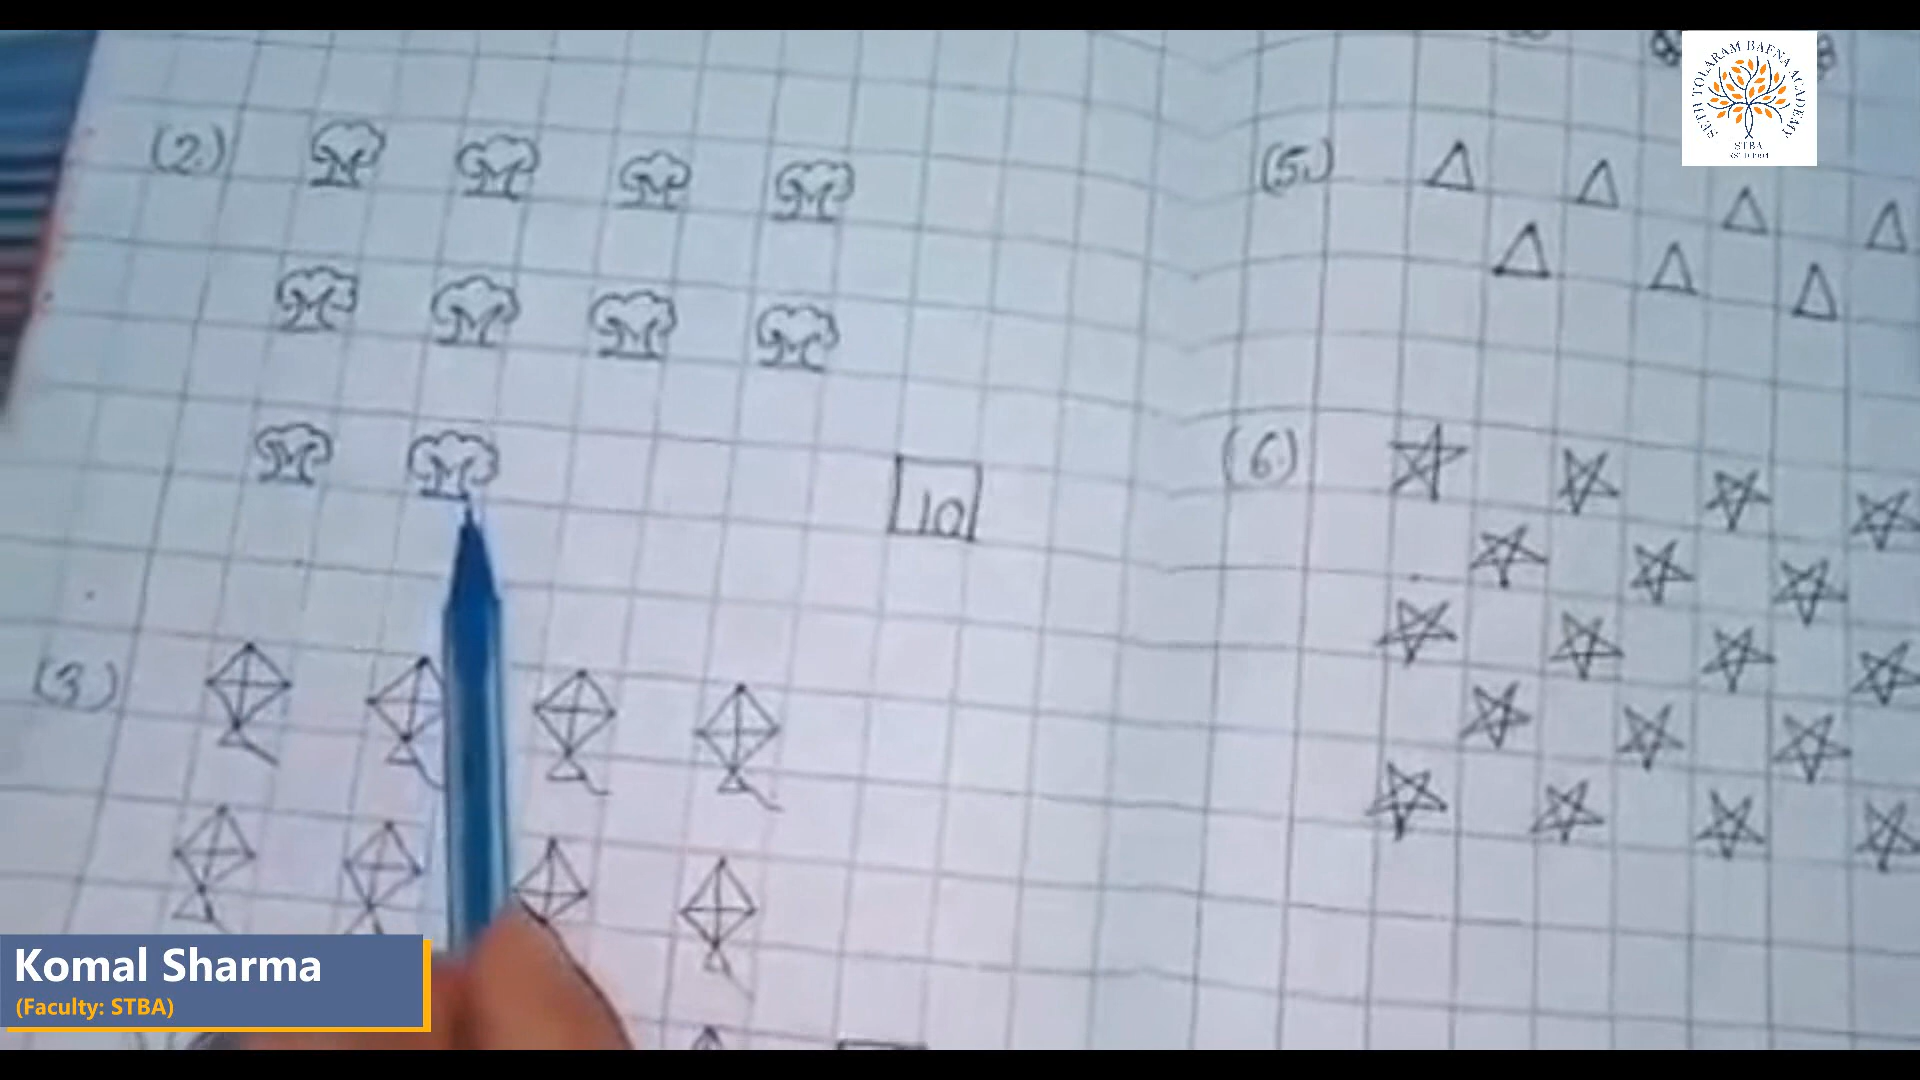 (2.)
10
(3.)
(5.)
(6.)
SETH TOLARAM BAFNA ACADEMY
STBA
Komal Sharma
(Faculty: STBA)